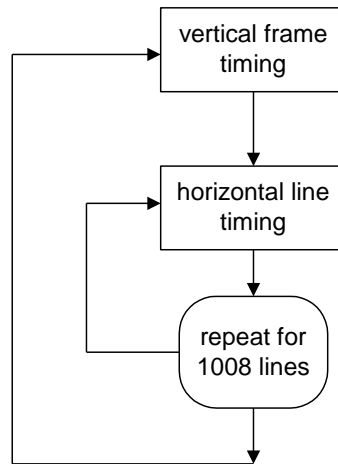 vertical frame
timing
horizontal line
timing
repeat for
1008 lines